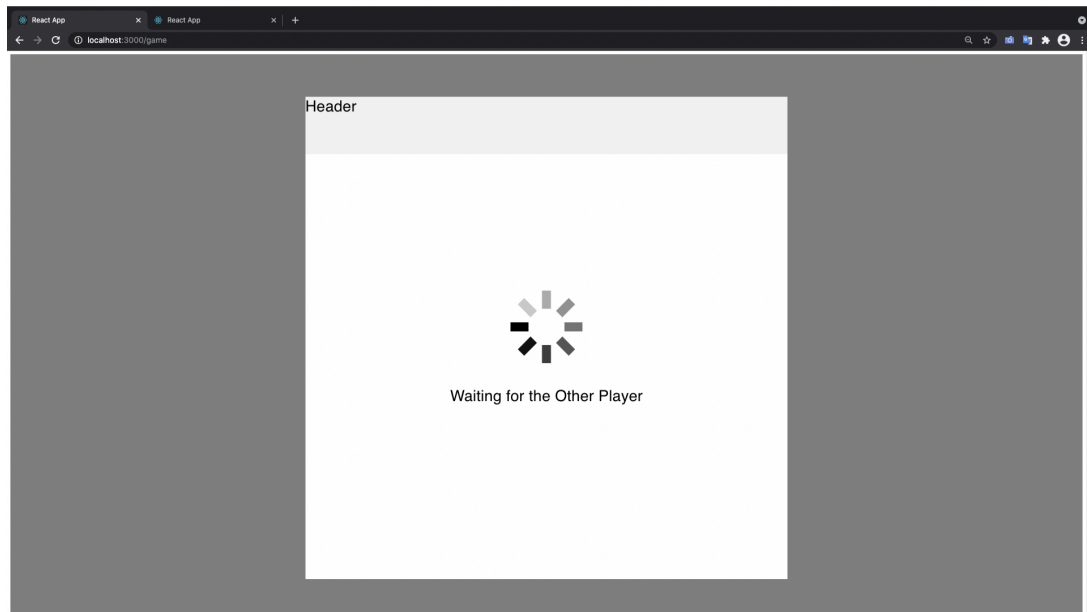 React App
React App
localhost:3000/game
Header
Waiting for the Other Player